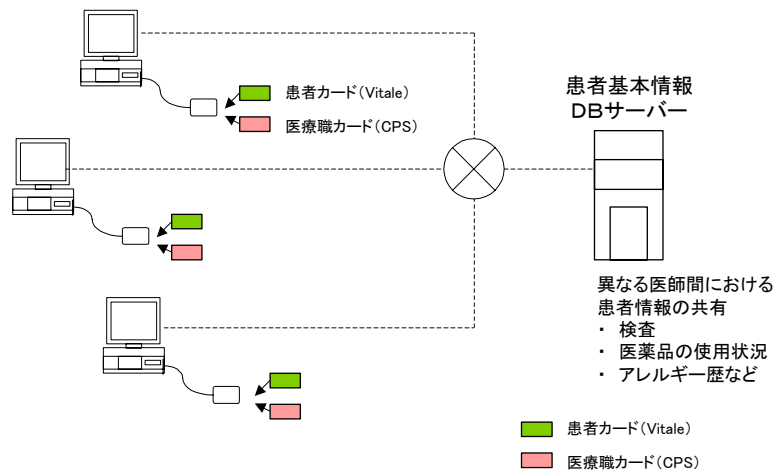 患者カード(Vitale)
医療職カード(CPS)
患者基本情報
DBサーバー
異なる医師間における
患者情報の共有
・ 検査
・ 医薬品の使用状況
・ アレルギー歴など
患者カード(Vitale)
医療職カード(CPS)